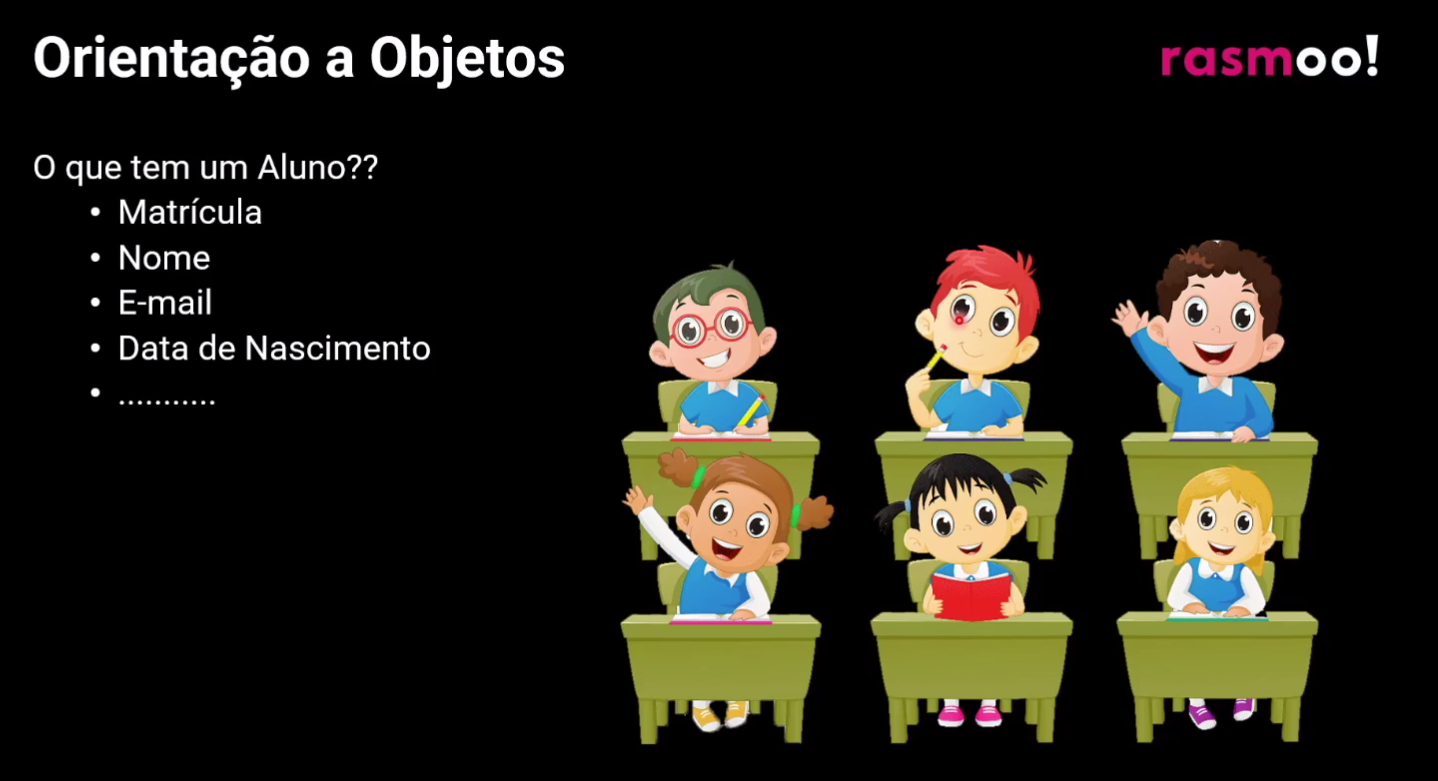 Orientação a Objetos
rasmoo!
O que tem um Aluno??
• Matrícula
• Nome
• E-mail
• Data de Nascimento
• ...........